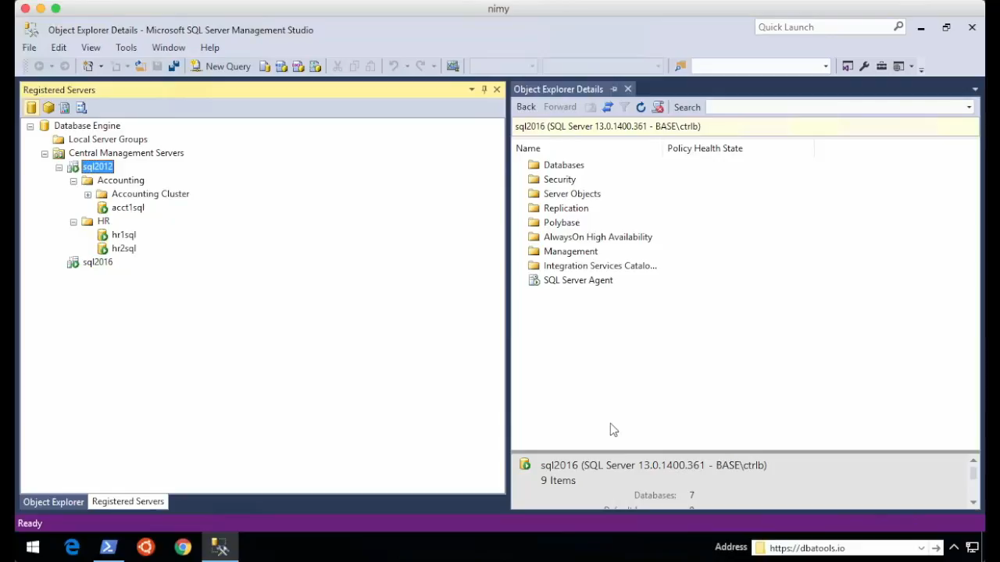 nimy
Object Explorer Details - Microsoft SQL Server Management Studio
Quick Launch
File Edit View Tools Window Help
New Query
Registered Servers
Database Engine
Local Server Groups
Central Management Servers
sql2012
Accounting
Accounting Cluster
acct1sql
HR
hr1sql
hr2sql
sql2016
Object Explorer Registered Servers
Object Explorer Details
Back Forward Search
sql2016 (SQL Server 13.0.1400.361 - BASE\ctrlb)
Name Policy Health State
Databases
Security
Server Objects
Replication
Polybase
AlwaysOn High Availability
Management
Integration Services Catalo...
SQL Server Agent
sql2016 (SQL Server 13.0.1400.361 - BASE\ctrlb)
9 Items
Databases: 7
Ready
Address https://dbatools.io